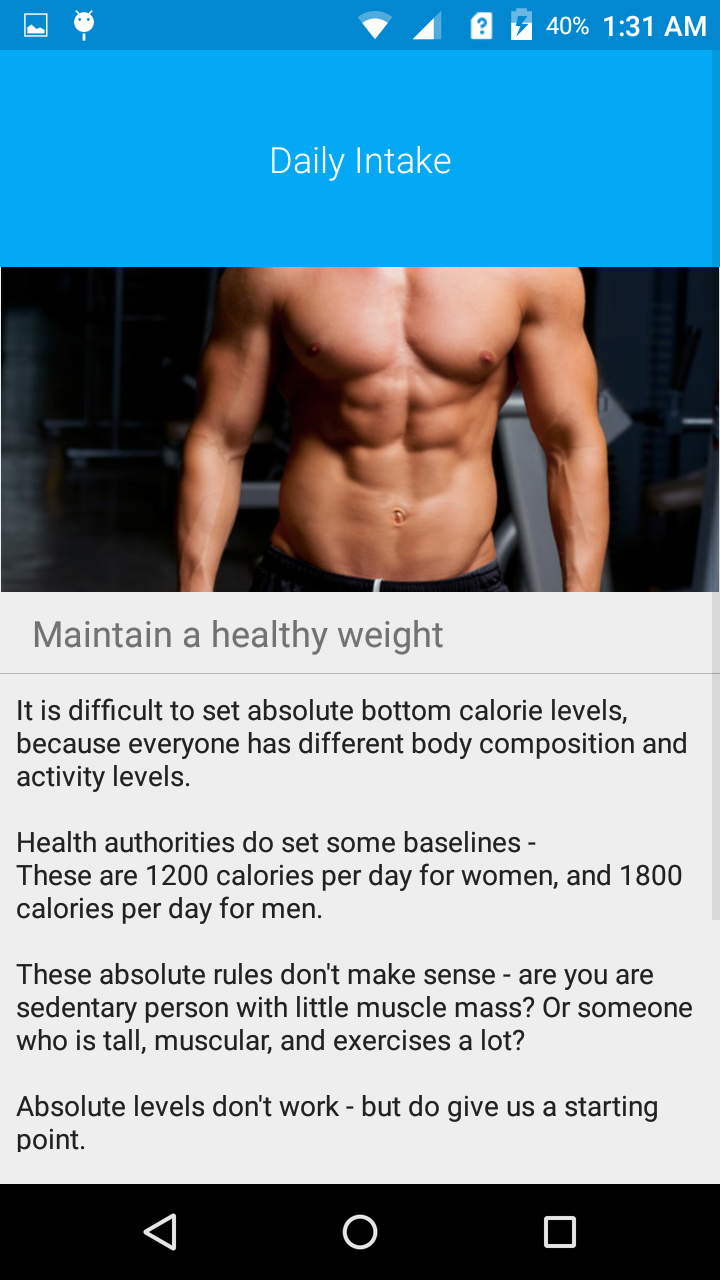 40% 1:31 AM
Daily Intake
Maintain a healthy weight
It is difficult to set absolute bottom calorie levels,
because everyone has different body composition and
activity levels.
Health authorities do set some baselines -
These are 1200 calories per day for women, and 1800
calories per day for men.
These absolute rules don't make sense - are you are
sedentary person with little muscle mass? Or someone
who is tall, muscular, and exercises a lot?
Absolute levels don't work - but do give us a starting
point.